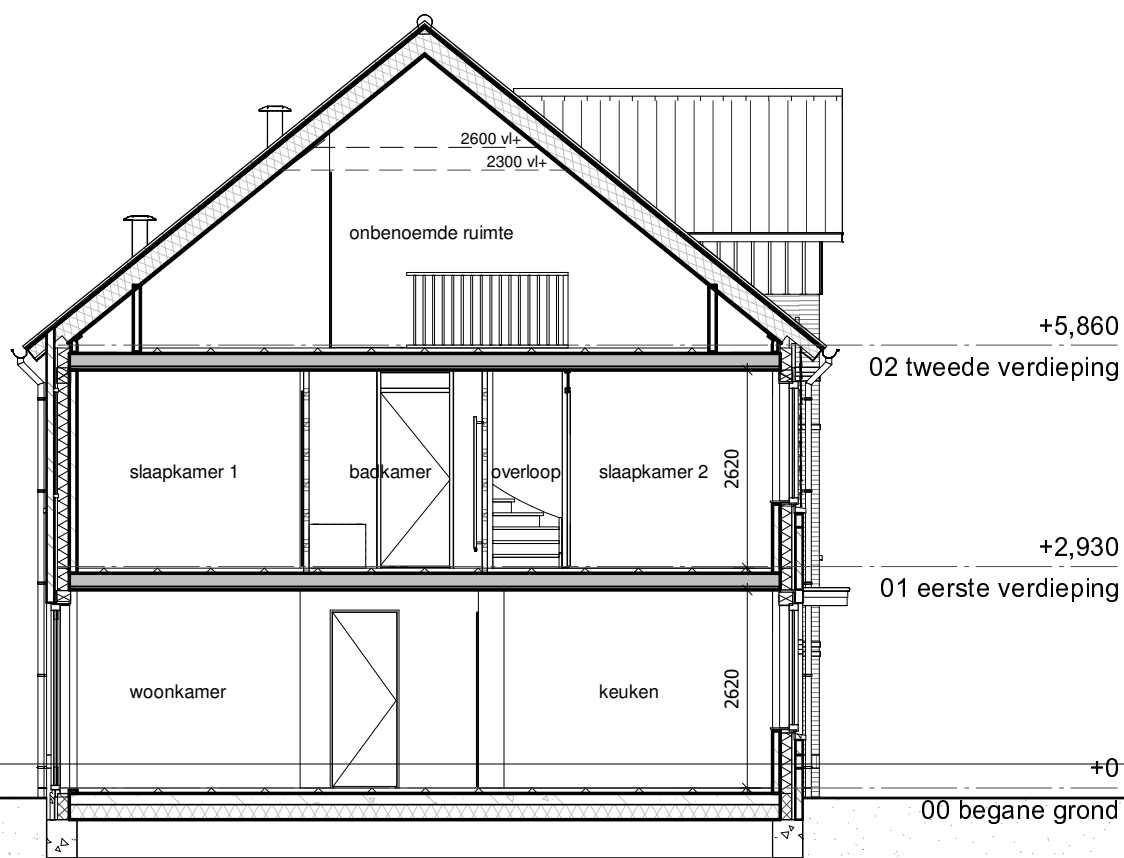 2600 vl+
2300 vl+
onbenoemde ruimte
+5,860
02 tweede verdieping
slaapkamer 1
badkamer
overloop
slaapkamer 2
2620
+2,930
01 eerste verdieping
woonkamer
keuken
2620
+0
00 begane grond